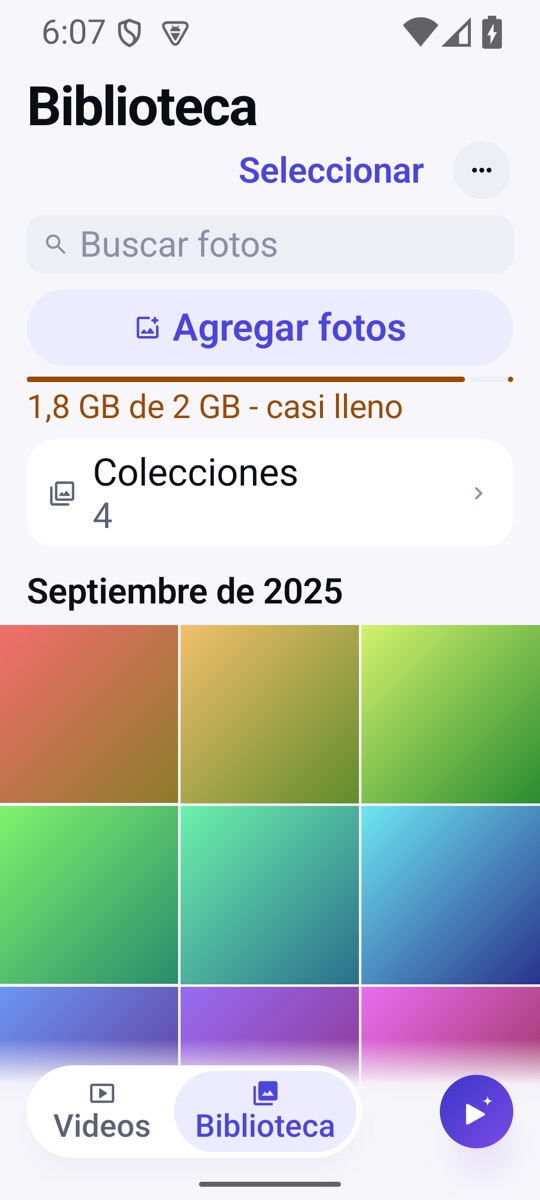 6:07
Biblioteca
Seleccionar
Buscar fotos
Agregar fotos
1,8 GB de 2 GB - casi lleno
Colecciones
4
Septiembre de 2025
Videos
Biblioteca